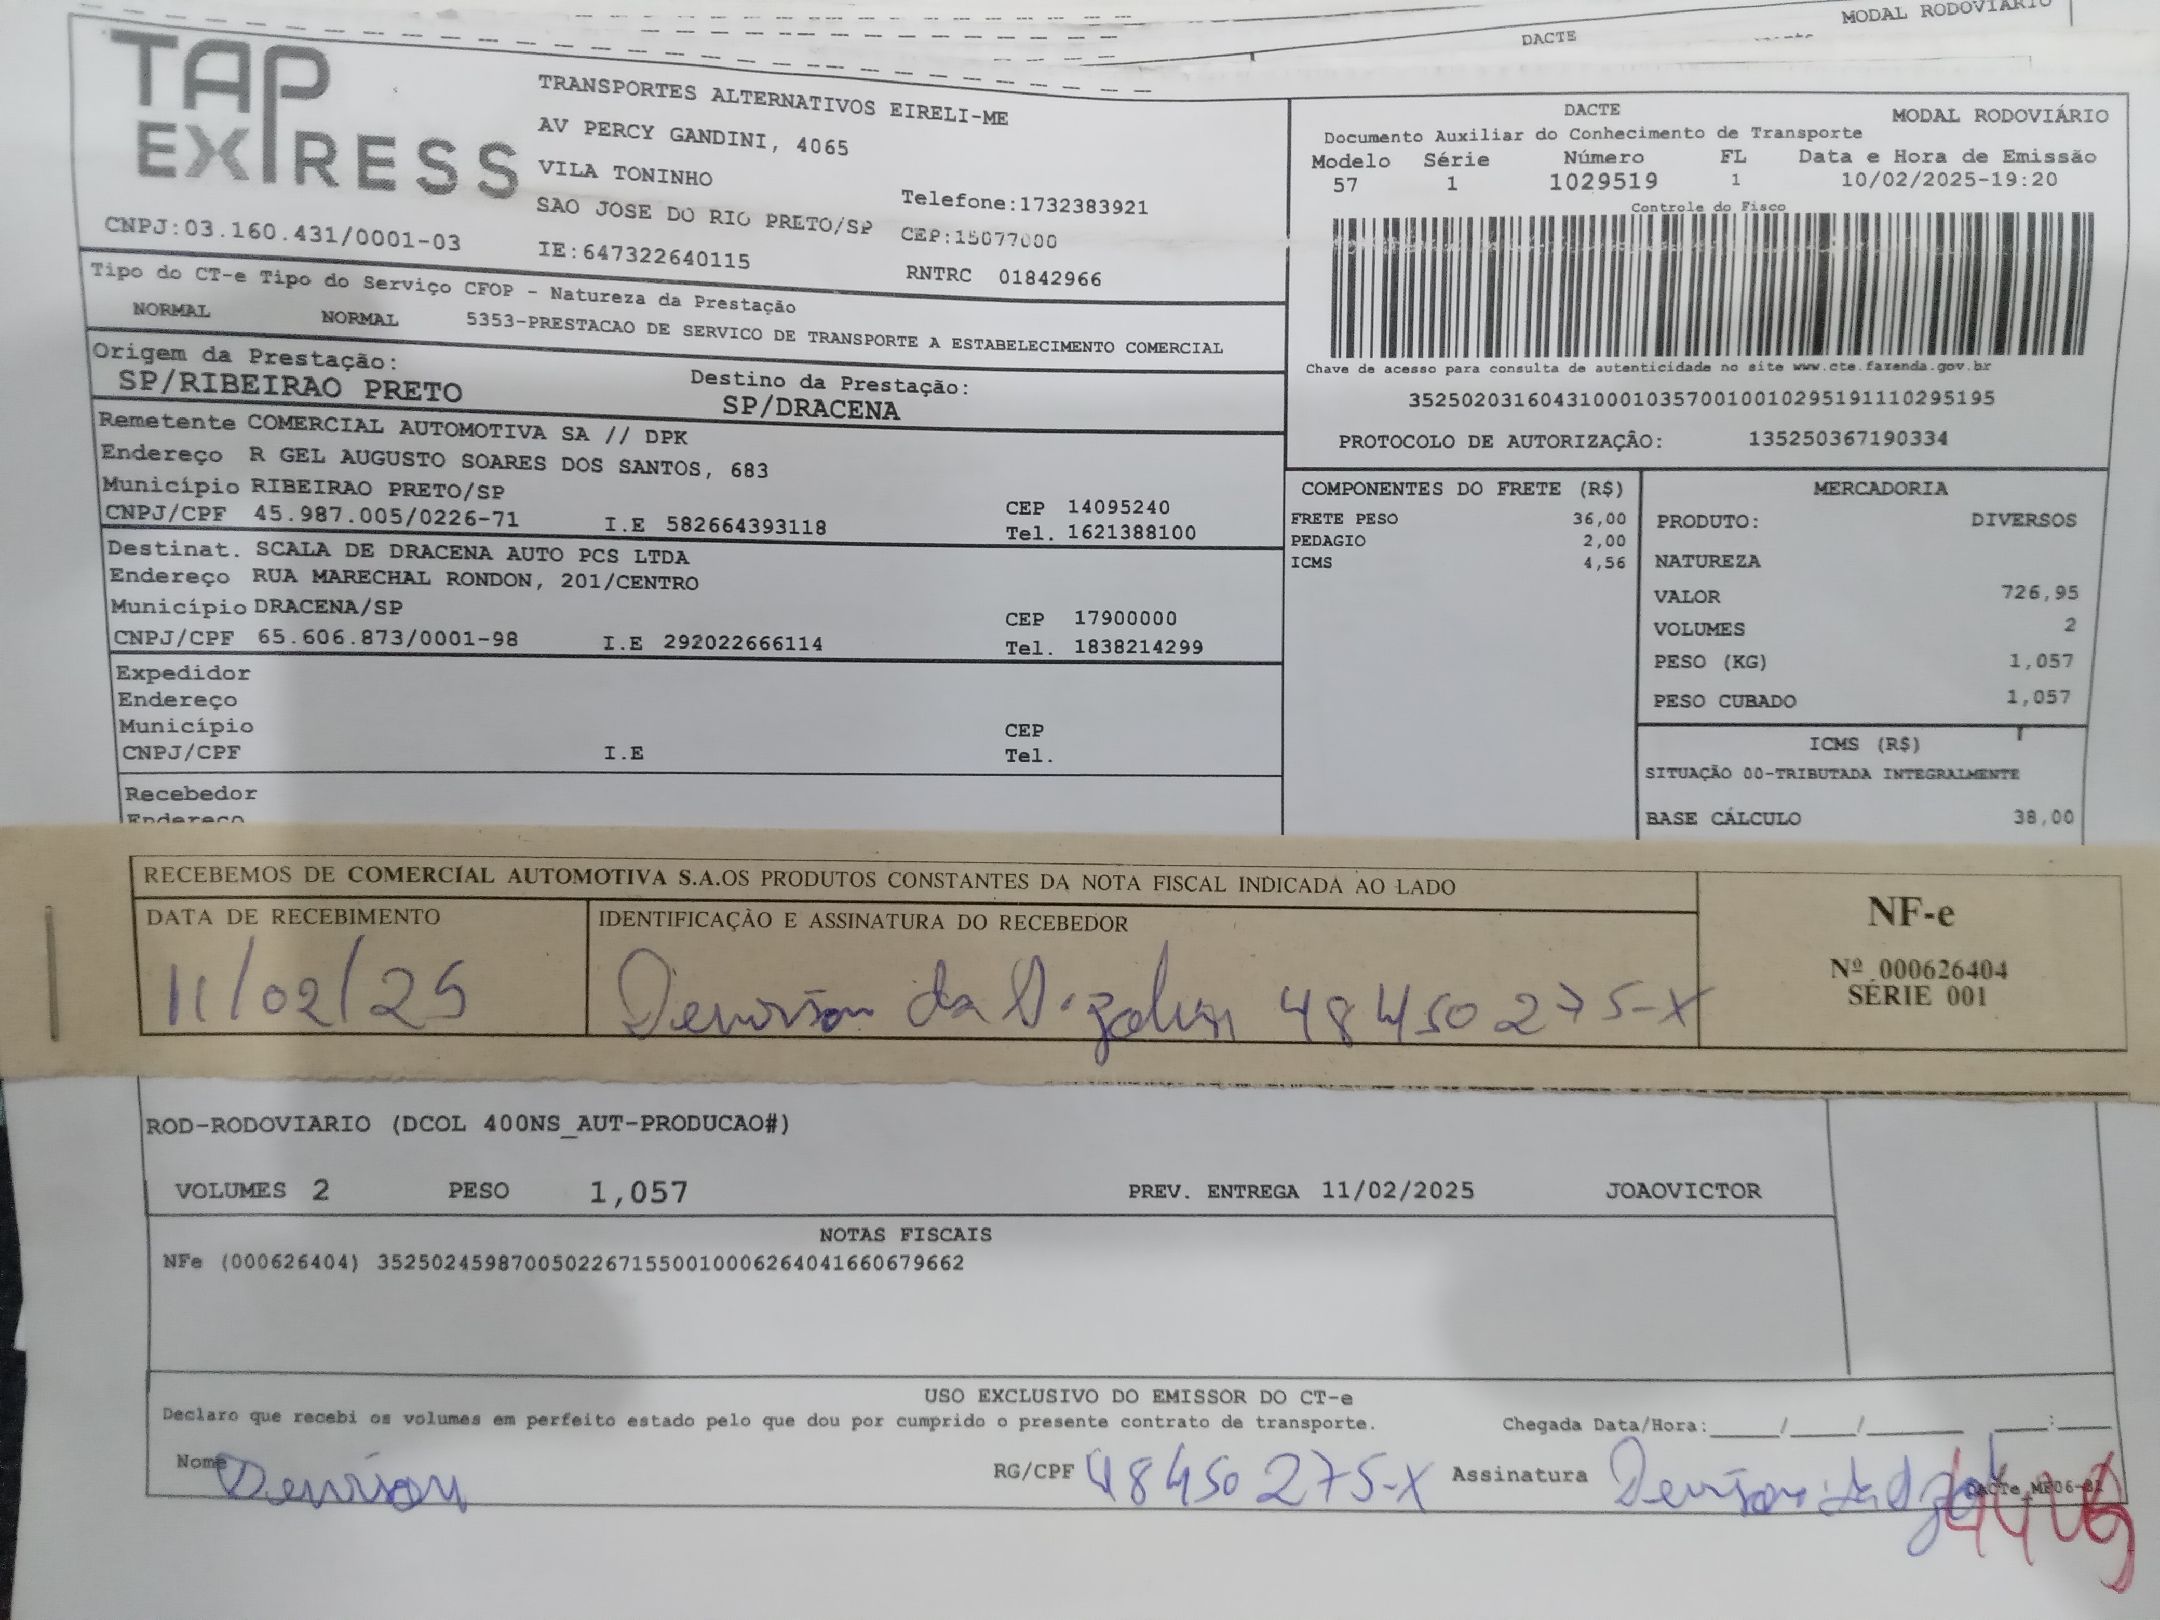 MODAL RODOVIÁRIO
DACTE
TAP EXPRESS
TRANSPORTES ALTERNATIVOS EIRELI-ME
AV PERCY GANDINI, 4065
VILA TONINHO
Telefone:1732383921
SAO JOSE DO RIO PRETO/SP CEP:15077000
CNPJ:03.160.431/0001-03 IE:647322640115 RNTRC 01842966
DACTE MODAL RODOVIÁRIO
Documento Auxiliar do Conhecimento de Transporte
Modelo Série Número FL Data e Hora de Emissão
57 1 1029519 1 10/02/2025-19:20
Controle do Fisco
Chave de acesso para consulta de autenticidade no site www.cte.fazenda.gov.br
35250203160431000103570010010295191110295195
PROTOCOLO DE AUTORIZAÇÃO: 135250367190334
Tipo do CT-e Tipo do Serviço CFOP - Natureza da Prestação
NORMAL NORMAL 5353-PRESTACAO DE SERVICO DE TRANSPORTE A ESTABELECIMENTO COMERCIAL
Origem da Prestação: Destino da Prestação:
SP/RIBEIRAO PRETO SP/DRACENA
Remetente COMERCIAL AUTOMOTIVA SA // DPK
Endereço R GEL AUGUSTO SOARES DOS SANTOS, 683
Município RIBEIRAO PRETO/SP CEP 14095240
CNPJ/CPF 45.987.005/0226-71 I.E 582664393118 Tel. 1621388100
Destinat. SCALA DE DRACENA AUTO PCS LTDA
Endereço RUA MARECHAL RONDON, 201/CENTRO
Município DRACENA/SP CEP 17900000
CNPJ/CPF 65.606.873/0001-98 I.E 292022666114 Tel. 1838214299
Expedidor
Endereço
Município CEP
CNPJ/CPF I.E Tel.
Recebedor
Endereço
COMPONENTES DO FRETE (R$)
FRETE PESO 36,00
PEDAGIO 2,00
ICMS 4,56
MERCADORIA
PRODUTO: DIVERSOS
NATUREZA
VALOR 726,95
VOLUMES 2
PESO (KG) 1,057
PESO CUBADO 1,057
ICMS (R$)
SITUAÇÃO 00-TRIBUTADA INTEGRALMENTE
BASE CÁLCULO 38,00
RECEBEMOS DE COMERCIAL AUTOMOTIVA S.A.OS PRODUTOS CONSTANTES DA NOTA FISCAL INDICADA AO LADO
DATA DE RECEBIMENTO IDENTIFICAÇÃO E ASSINATURA DO RECEBEDOR
11/02/25 Denison da 48450275-X
NF-e
Nº 000626404
SÉRIE 001
ROD-RODOVIARIO (DCOL 400NS_AUT-PRODUCAO#)
VOLUMES 2 PESO 1,057 PREV. ENTREGA 11/02/2025 JOAOVICTOR
NOTAS FISCAIS
NFe (000626404) 35250245987005022671550010006264041660679662
USO EXCLUSIVO DO EMISSOR DO CT-e
Declaro que recebi os volumes em perfeito estado pelo que dou por cumprido o presente contrato de transporte. Chegada Data/Hora:____/____/______ ___:___
Nome Denison RG/CPF 48450275-X Assinatura Denison da